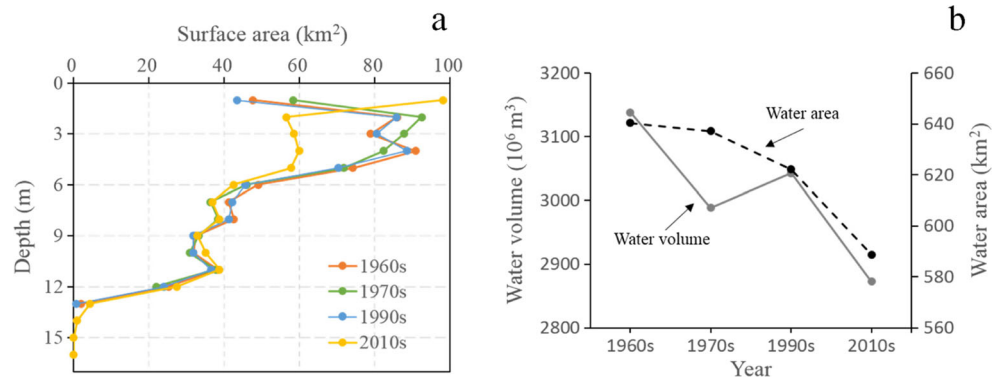 a
Surface area (km²)
0 20 40 60 80 100
0
3
6
9
12
15
Depth (m)
1960s
1970s
1990s
2010s
b
3200
3100
3000
2900
2800
Water volume (10⁶ m³)
660
640
620
600
580
560
Water area (km²)
Water area
Water volume
1960s 1970s 1990s 2010s
Year